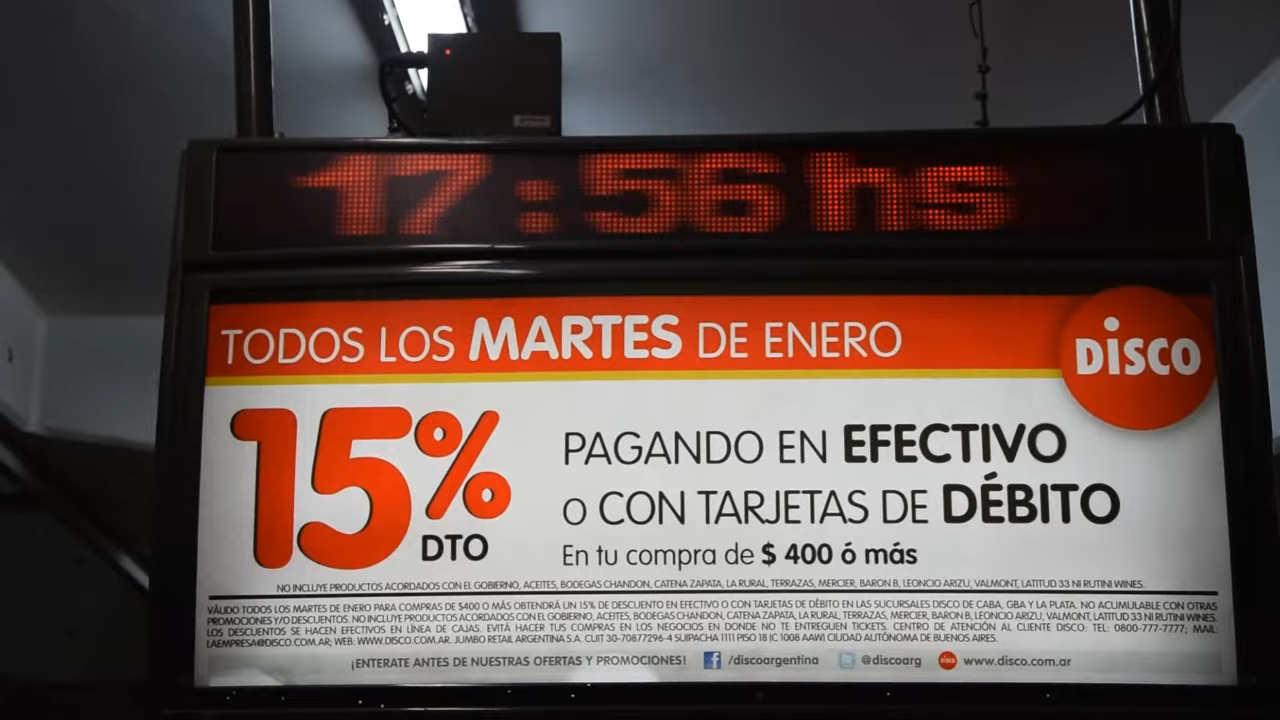 17:56 hs
TODOS LOS MARTES DE ENERO
DISCO
15% DTO
PAGANDO EN EFECTIVO
O CON TARJETAS DE DÉBITO
En tu compra de $ 400 ó más
NO INCLUYE PRODUCTOS ACORDADOS CON EL GOBIERNO, ACEITES, BODEGAS CHANDON, CATENA ZAPATA, LA RURAL, TERRAZAS, MERCIER, BARON B, LEONCIO ARIZU, VALMONT, LATITUD 33 NI RUTINI WINES.
VÁLIDO TODOS LOS MARTES DE ENERO PARA COMPRAS DE $400 O MÁS OBTENDRÁ UN 15% DE DESCUENTO EN EFECTIVO O CON TARJETAS DE DÉBITO EN LAS SUCURSALES DISCO DE CABA, GBA Y LA PLATA. NO ACUMULABLE CON OTRAS
PROMOCIONES Y/O DESCUENTOS. NO INCLUYE PRODUCTOS ACORDADOS CON EL GOBIERNO, ACEITES, BODEGAS CHANDON, CATENA ZAPATA, LA RURAL, TERRAZAS, MERCIER, BARON B, LEONCIO ARIZU, VALMONT, LATITUD 33 NI RUTINI WINES.
LOS DESCUENTOS SE HACEN EFECTIVOS EN LÍNEA DE CAJAS. EVITÁ HACER TUS COMPRAS EN LOS NEGOCIOS EN DONDE NO TE ENTREGUEN TICKETS. CENTRO DE ATENCIÓN AL CLIENTE DISCO: TEL: 0800-777-7777; MAIL:
LAEMPRESA@DISCO.COM.AR; WEB: WWW.DISCO.COM.AR. JUMBO RETAIL ARGENTINA S.A. CUIT 30-70877296-4 SUIPACHA 1111 PISO 18 (C 1008 AAW) CIUDAD AUTÓNOMA DE BUENOS AIRES.
¡ENTERATE ANTES DE NUESTRAS OFERTAS Y PROMOCIONES! f /discoargentina @discoarg DISCO www.disco.com.ar